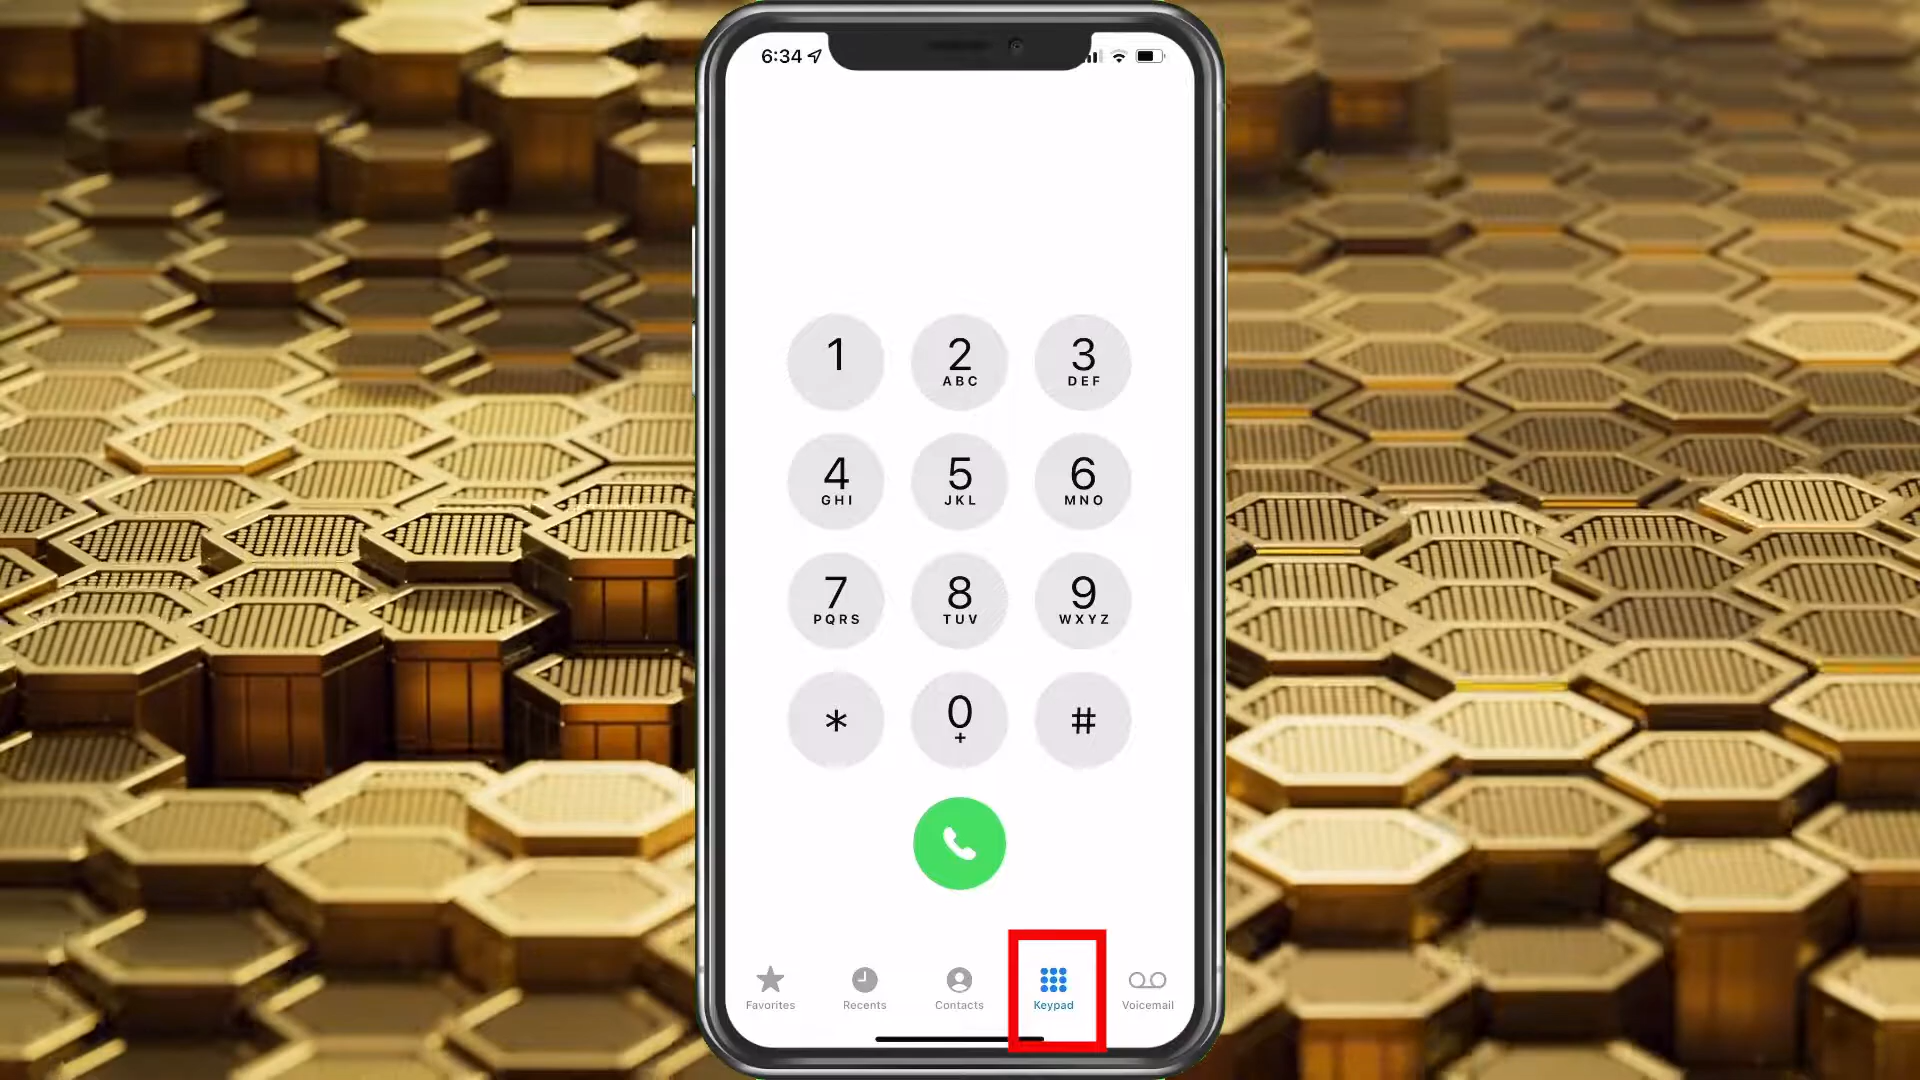 6:34
1
2
ABC
3
DEF
4
GHI
5
JKL
6
MNO
7
PQRS
8
TUV
9
WXYZ
*
0
+
#
Favorites
Recents
Contacts
Keypad
Voicemail